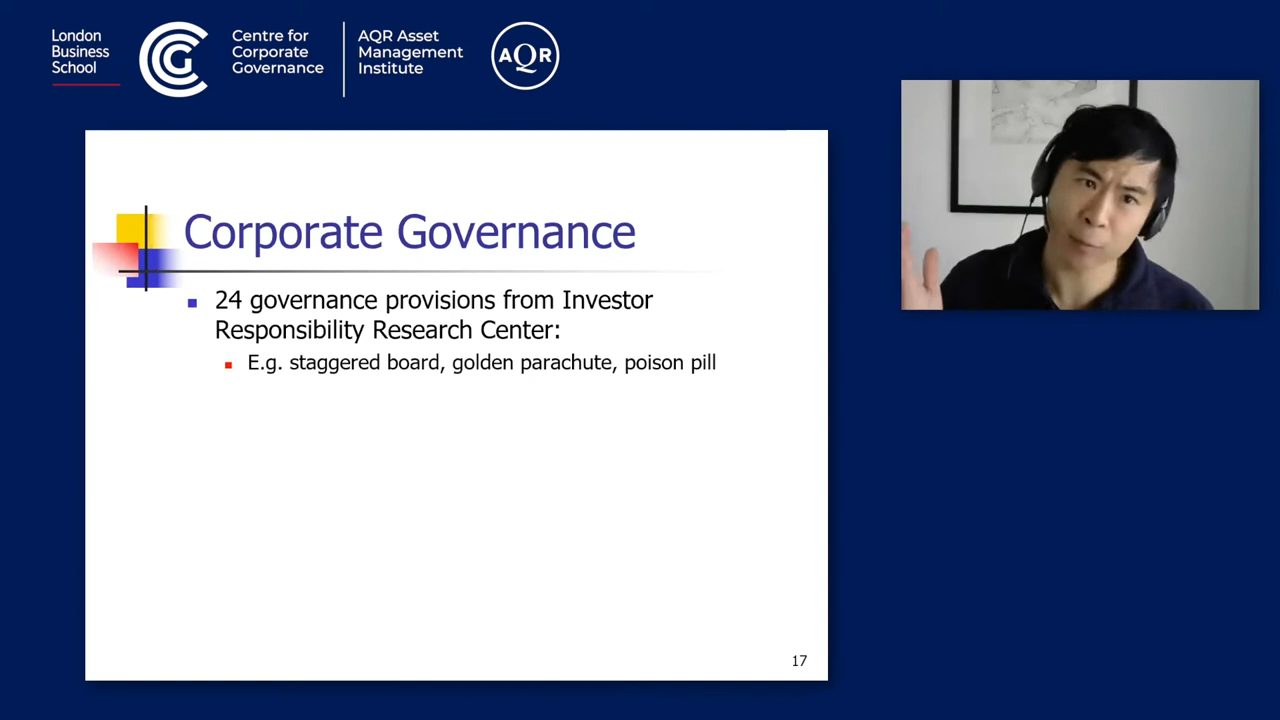 London
Business
School
Centre for
Corporate
Governance
AQR Asset
Management
Institute
AQR
Corporate Governance
24 governance provisions from Investor
Responsibility Research Center:
E.g. staggered board, golden parachute, poison pill
17